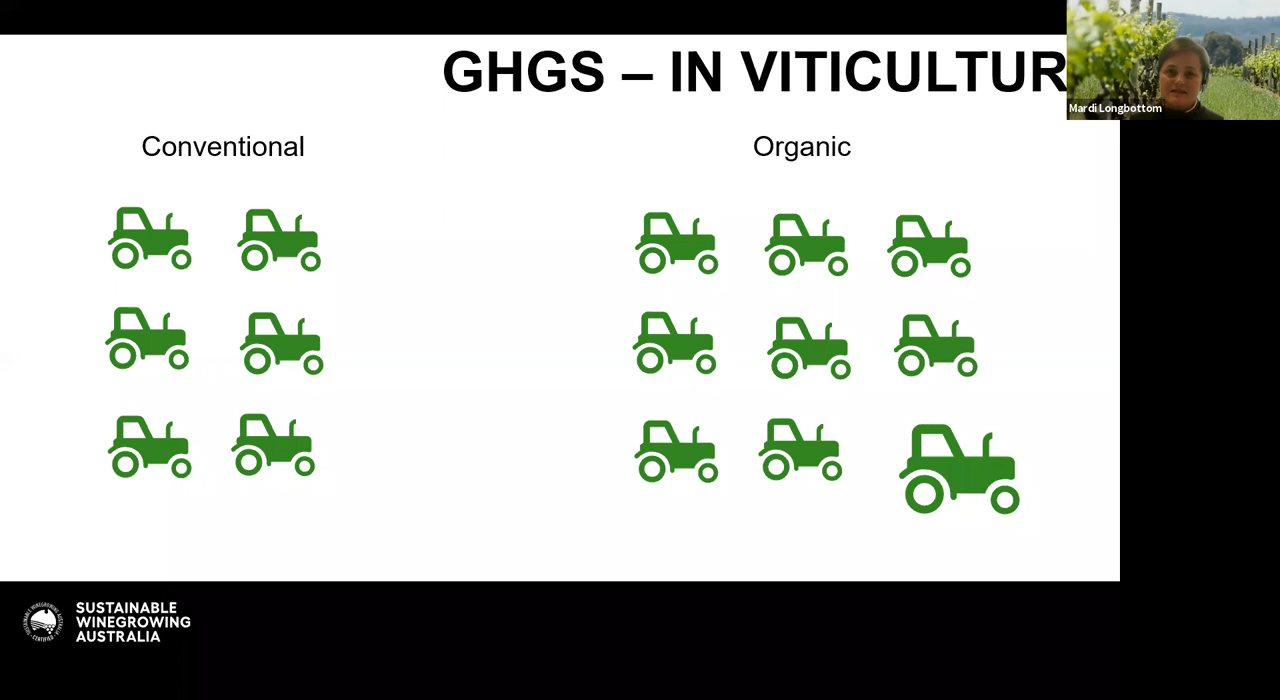 GHGS – IN VITICULTUR
Mardi Longbottom
Conventional
Organic
SUSTAINABLE
WINEGROWING
AUSTRALIA